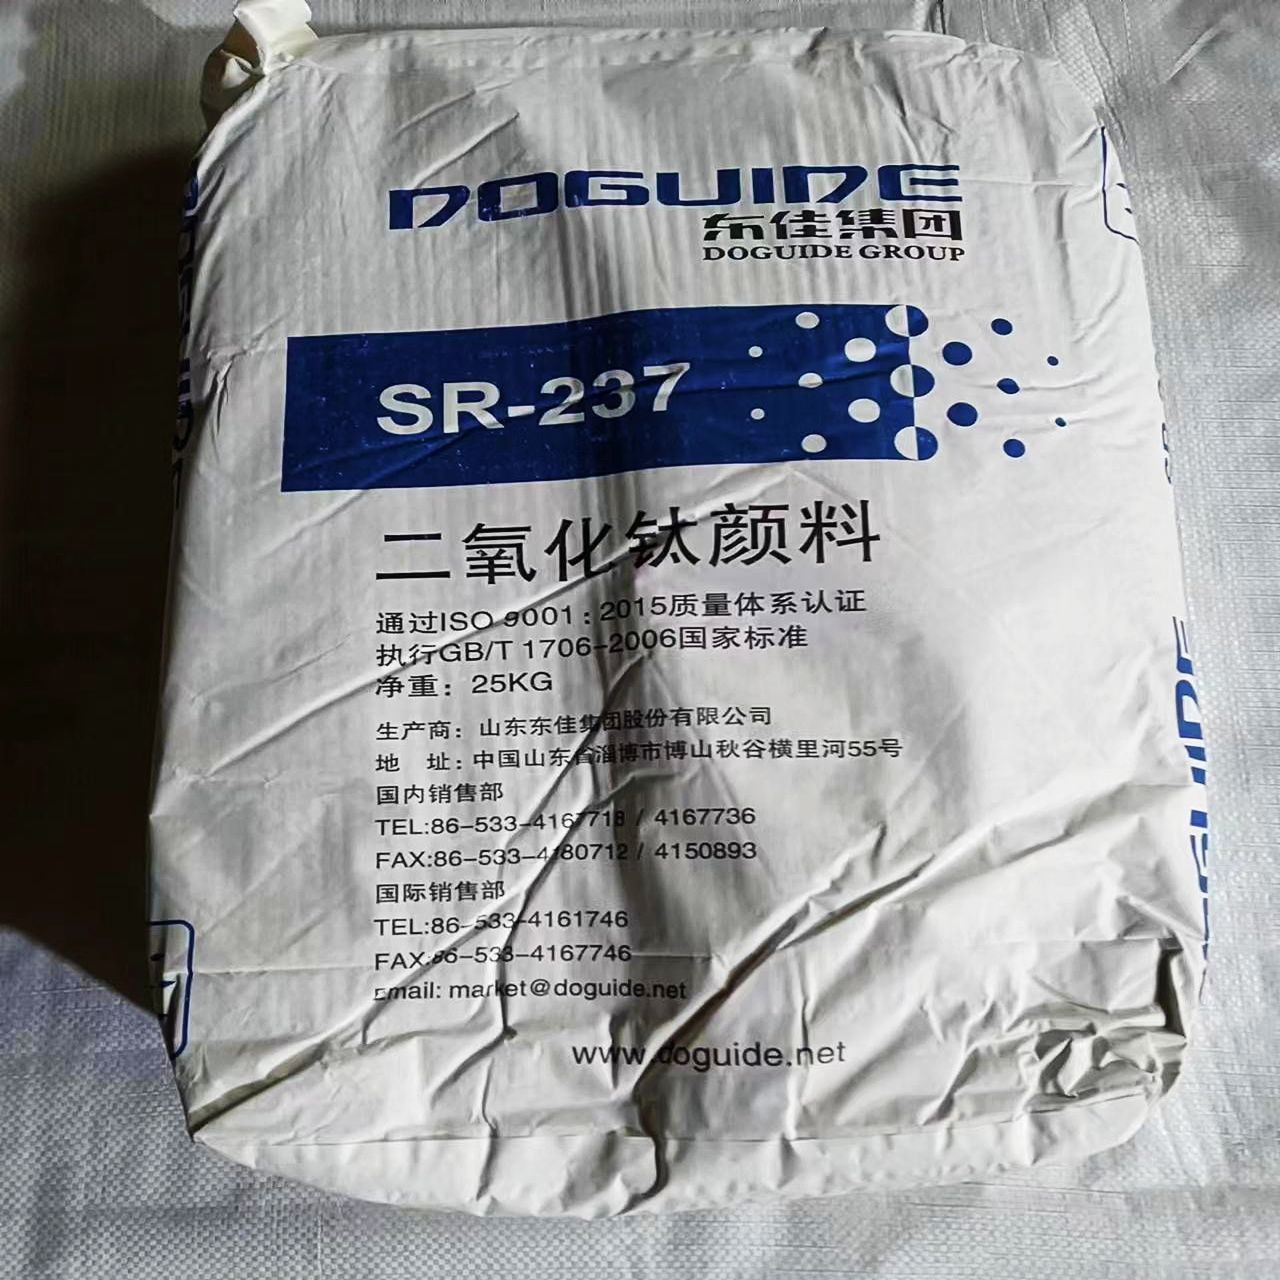 DOGUIDE
东佳集团
DOGUIDE GROUP
SR-237
二氧化钛颜料
通过ISO 9001:2015质量体系认证
执行GB/T 1706-2006国家标准
净重: 25KG
生产商: 山东东佳集团股份有限公司
地 址: 中国山东省淄博市博山秋谷横里河55号
国内销售部
TEL:86-533-4167718 / 4167736
FAX:86-533-4180712 / 4150893
国际销售部
TEL:86-533-4161746
FAX:86-533-4167746
Email: market@doguide.net
www.doguide.net